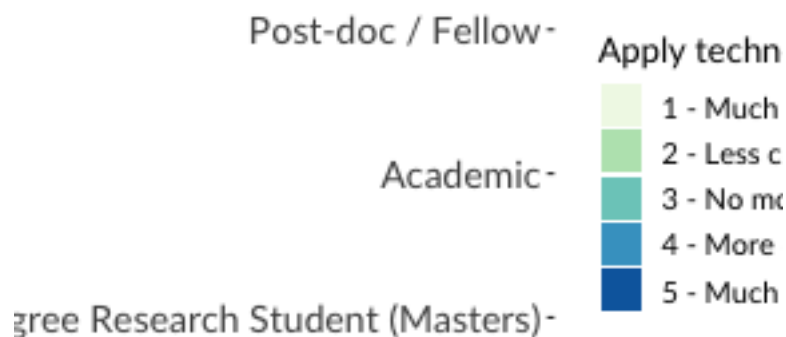 Post-doc / Fellow
Academic
gree Research Student (Masters)
Apply techn
1 - Much
2 - Less c
3 - No mo
4 - More
5 - Much